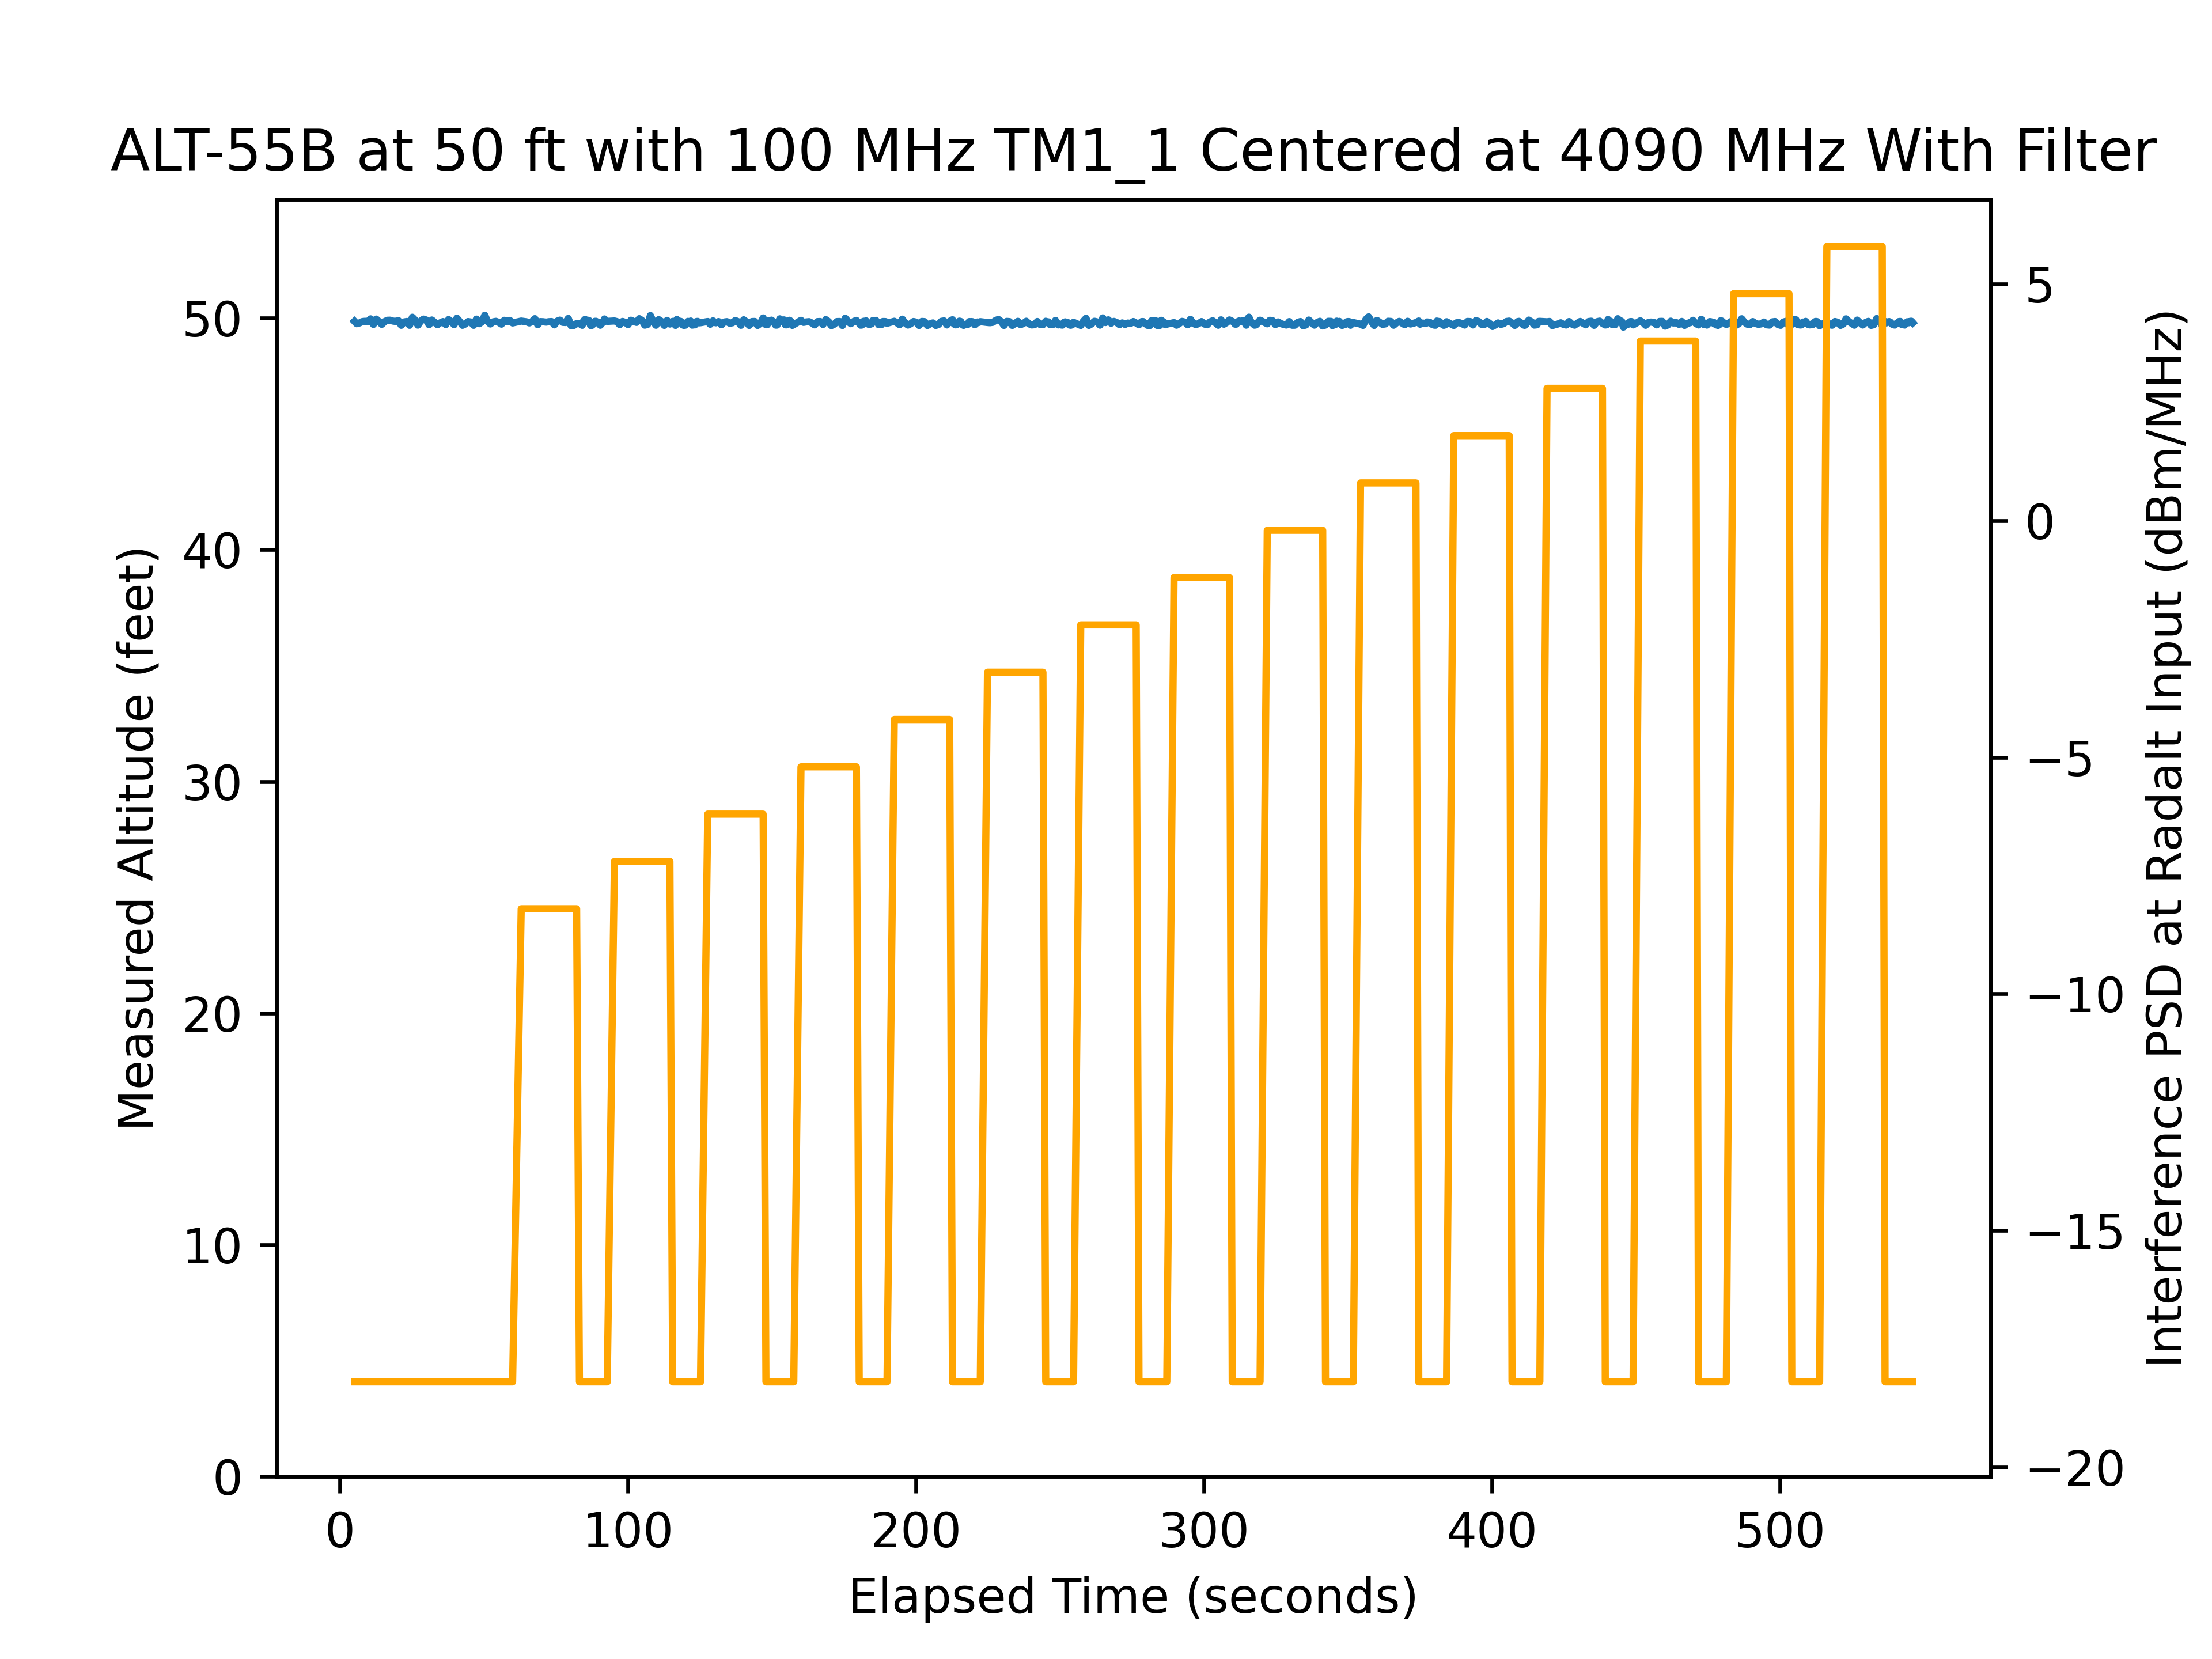 ALT-55B at 50 ft with 100 MHz TM1_1 Centered at 4090 MHz With Filter
Measured Altitude (feet)
50
40
30
20
10
0
5
0
−5
−10
−15
−20
Interference PSD at Radalt Input (dBm/MHz)
0 100 200 300 400 500
Elapsed Time (seconds)